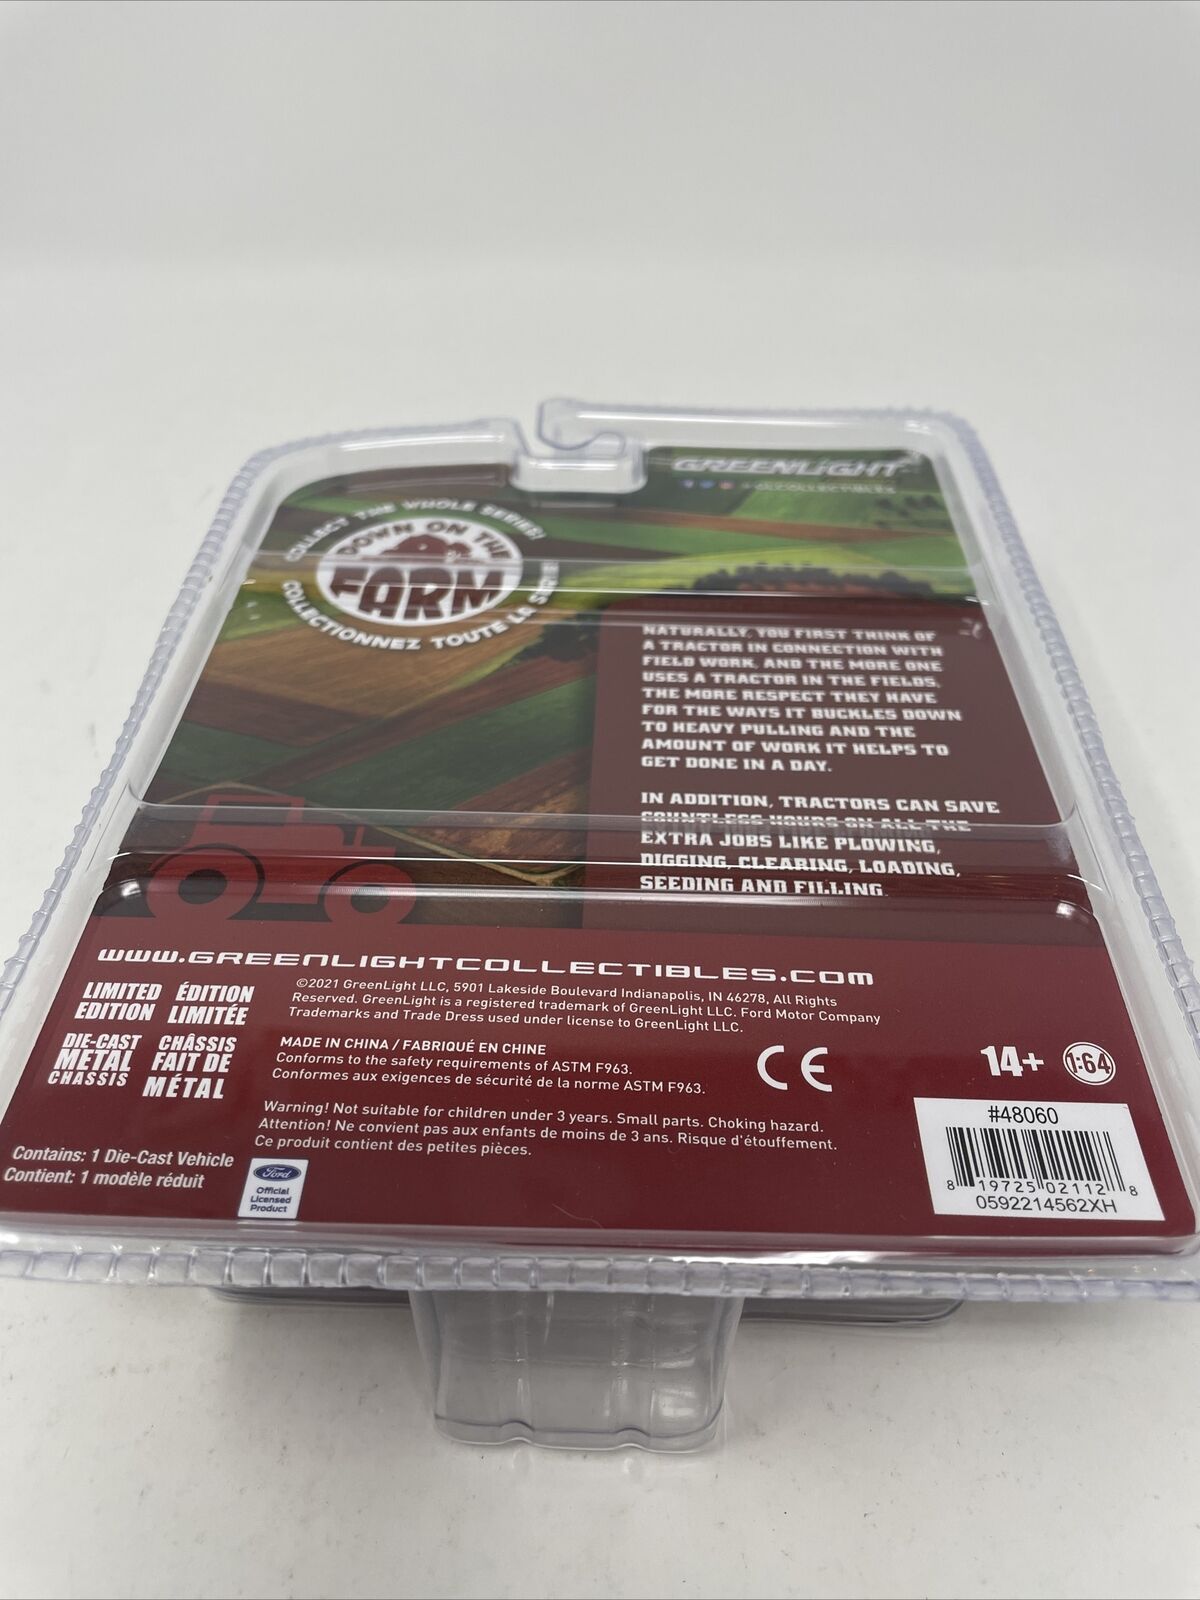 GREENLIGHT
COLLECT THE WHOLE SERIES!
DOWN ON THE
FARM
COLLECTIONNEZ TOUTE LA SÉRIE!
NATURALLY, YOU FIRST THINK OF
A TRACTOR IN CONNECTION WITH
FIELD WORK, AND THE MORE ONE
USES A TRACTOR IN THE FIELDS,
THE MORE RESPECT THEY HAVE
FOR THE WAYS IT BUCKLES DOWN
TO HEAVY PULLING AND THE
AMOUNT OF WORK IT HELPS TO
GET DONE IN A DAY.
IN ADDITION, TRACTORS CAN SAVE
COUNTLESS HOURS ON ALL THE
EXTRA JOBS LIKE PLOWING,
DIGGING, CLEARING, LOADING,
SEEDING AND FILLING.
WWW.GREENLIGHTCOLLECTIBLES.COM
LIMITED
EDITION
ÉDITION
LIMITÉE
©2021 GreenLight LLC, 5901 Lakeside Boulevard Indianapolis, IN 46278, All Rights
Reserved. GreenLight is a registered trademark of GreenLight LLC. Ford Motor Company
Trademarks and Trade Dress used under license to GreenLight LLC.
DIE-CAST
METAL
CHASSIS
CHÂSSIS
FAIT DE
MÉTAL
MADE IN CHINA / FABRIQUÉ EN CHINE
Conforms to the safety requirements of ASTM F963.
Conformes aux exigences de sécurité de la norme ASTM F963.
CE
14+
1:64
Warning! Not suitable for children under 3 years. Small parts. Choking hazard.
Attention! Ne convient pas aux enfants de moins de 3 ans. Risque d'étouffement.
Ce produit contient des petites pièces.
Contains: 1 Die-Cast Vehicle
Contient: 1 modèle réduit
Ford
Official
Licensed
Product
#48060
8 19725 02112 8
0592214562XH